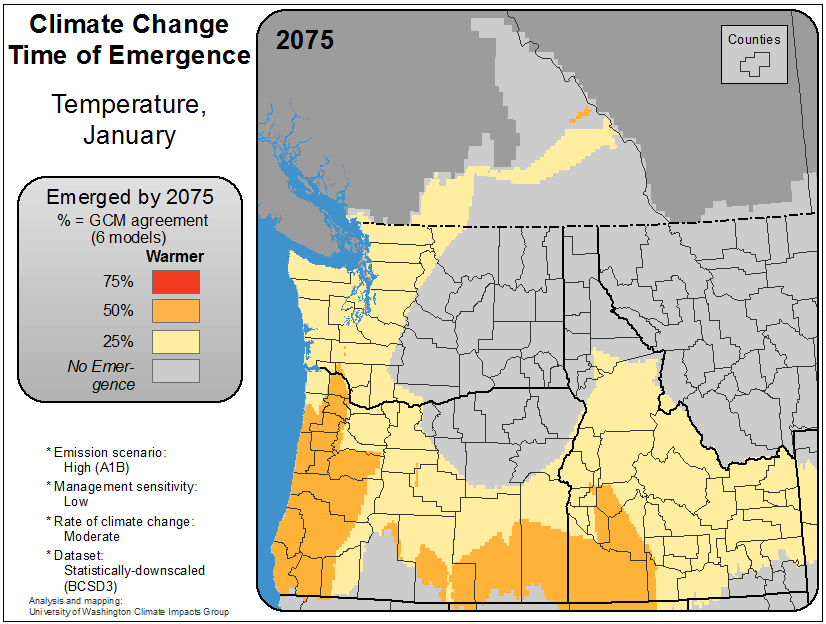 Climate Change
Time of Emergence
Temperature,
January
Emerged by 2075
% = GCM agreement
(6 models)
Warmer
75%
50%
25%
No Emer-
gence
* Emission scenario:
High (A1B)
* Management sensitivity:
Low
* Rate of climate change:
Moderate
* Dataset:
Statistically-downscaled
(BCSD3)
Analysis and mapping:
University of Washington Climate Impacts Group
2075
Counties